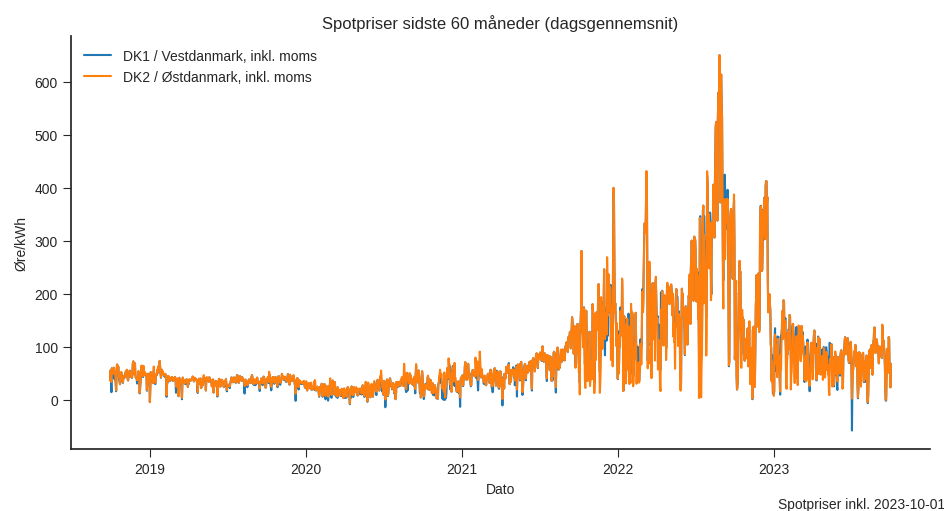 Spotpriser sidste 60 måneder (dagsgennemsnit)
DK1 / Vestdanmark, inkl. moms
DK2 / Østdanmark, inkl. moms
600
500
400
300
200
100
0
Øre/kWh
2019 2020 2021 2022 2023
Dato
Spotpriser inkl. 2023-10-01